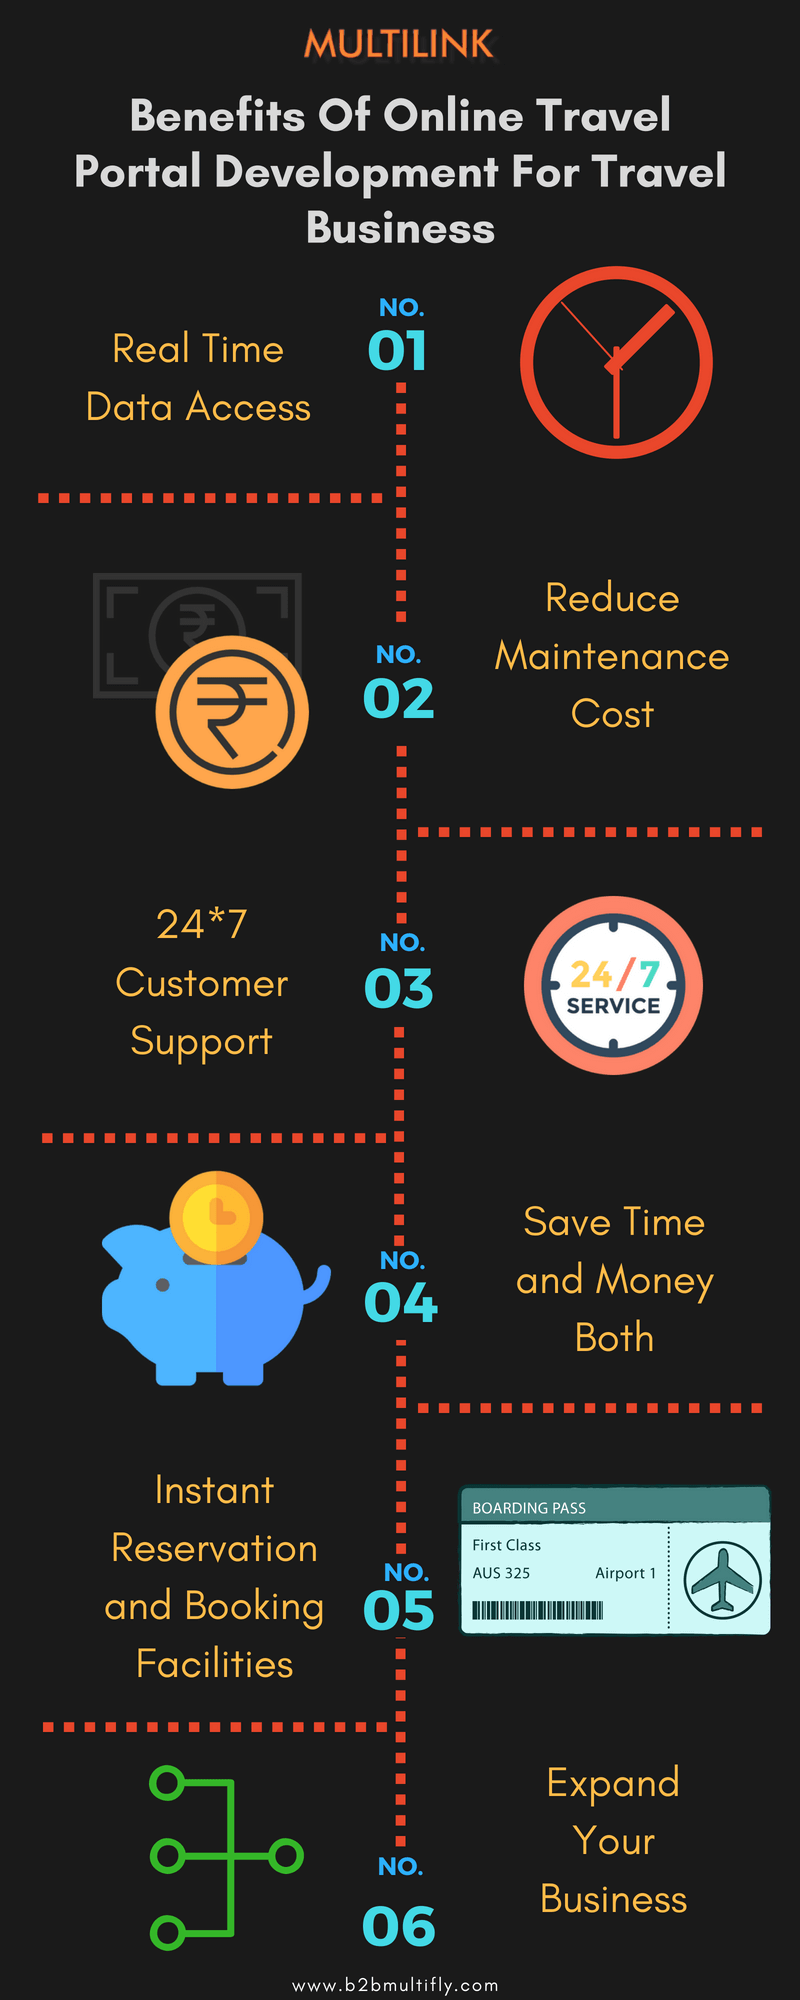 MULTILINK
Benefits Of Online Travel
Portal Development For Travel
Business
NO.
01
Real Time
Data Access
₹
₹
NO.
02
Reduce
Maintenance
Cost
24*7
Customer
Support
NO.
03
24/7
SERVICE
NO.
04
Save Time
and Money
Both
Instant
Reservation
and Booking
Facilities
NO.
05
BOARDING PASS
First Class
AUS 325 Airport 1
NO.
06
Expand
Your
Business
www.b2bmultifly.com